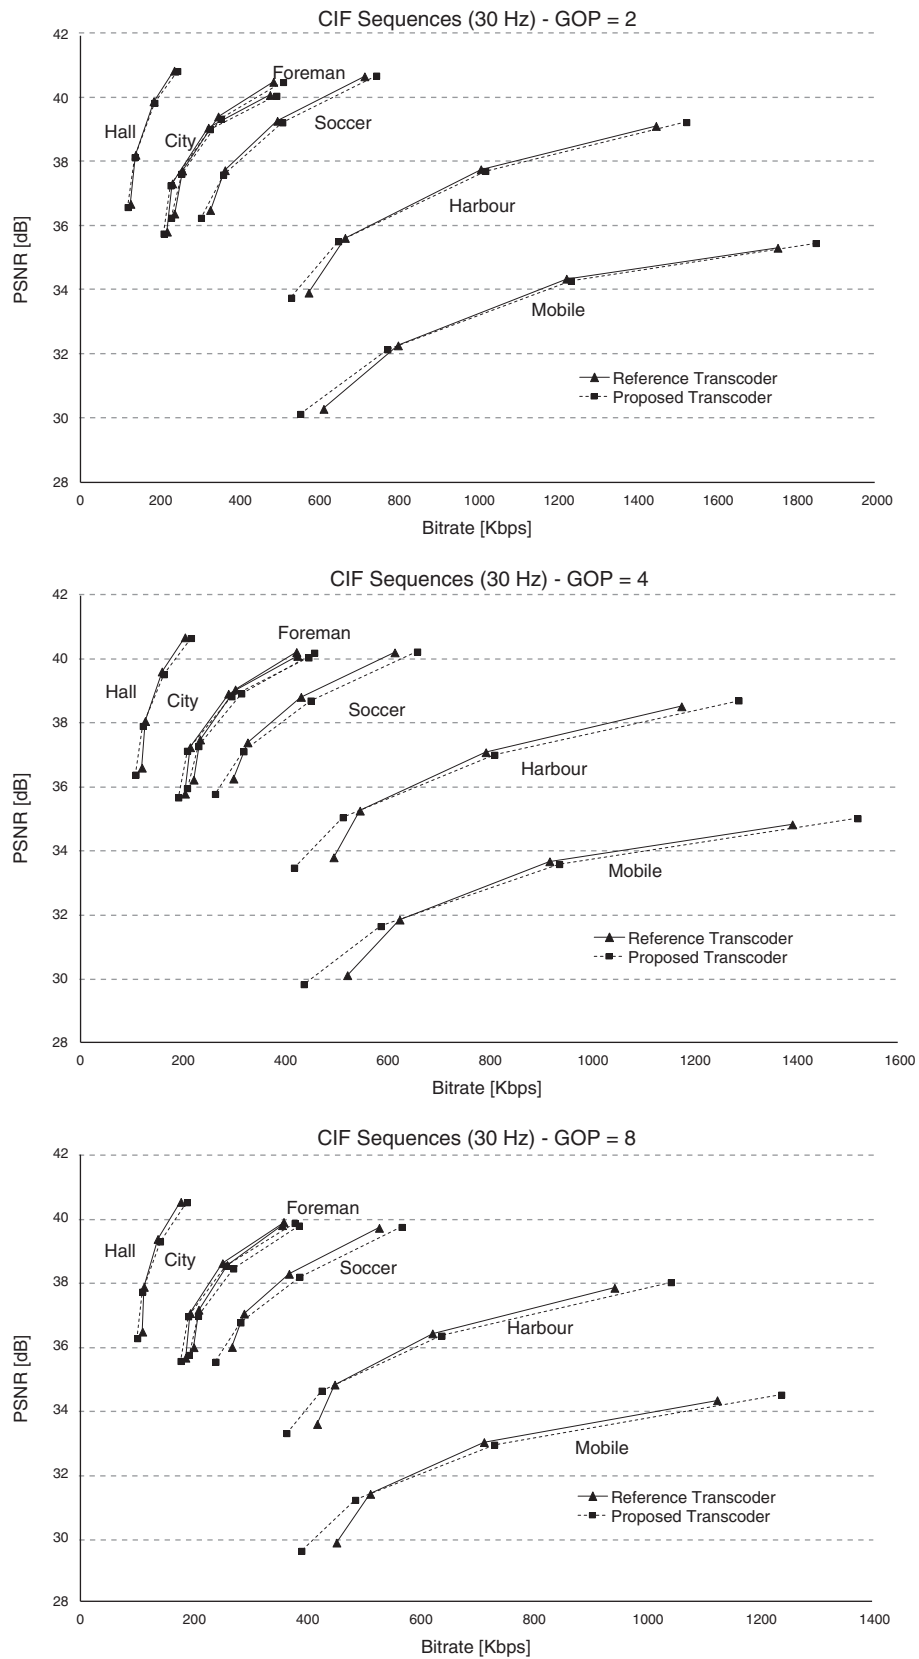 CIF Sequences (30 Hz) - GOP = 2
42
40
38
36
34
32
30
28
PSNR [dB]
Foreman
Hall
City
Soccer
Harbour
Mobile
Reference Transcoder
Proposed Transcoder
0 200 400 600 800 1000 1200 1400 1600 1800 2000
Bitrate [Kbps]
CIF Sequences (30 Hz) - GOP = 4
42
40
38
36
34
32
30
28
PSNR [dB]
Foreman
Hall
City
Soccer
Harbour
Mobile
Reference Transcoder
Proposed Transcoder
0 200 400 600 800 1000 1200 1400 1600
Bitrate [Kbps]
CIF Sequences (30 Hz) - GOP = 8
42
40
38
36
34
32
30
28
PSNR [dB]
Foreman
Hall
City
Soccer
Harbour
Mobile
Reference Transcoder
Proposed Transcoder
0 200 400 600 800 1000 1200 1400
Bitrate [Kbps]